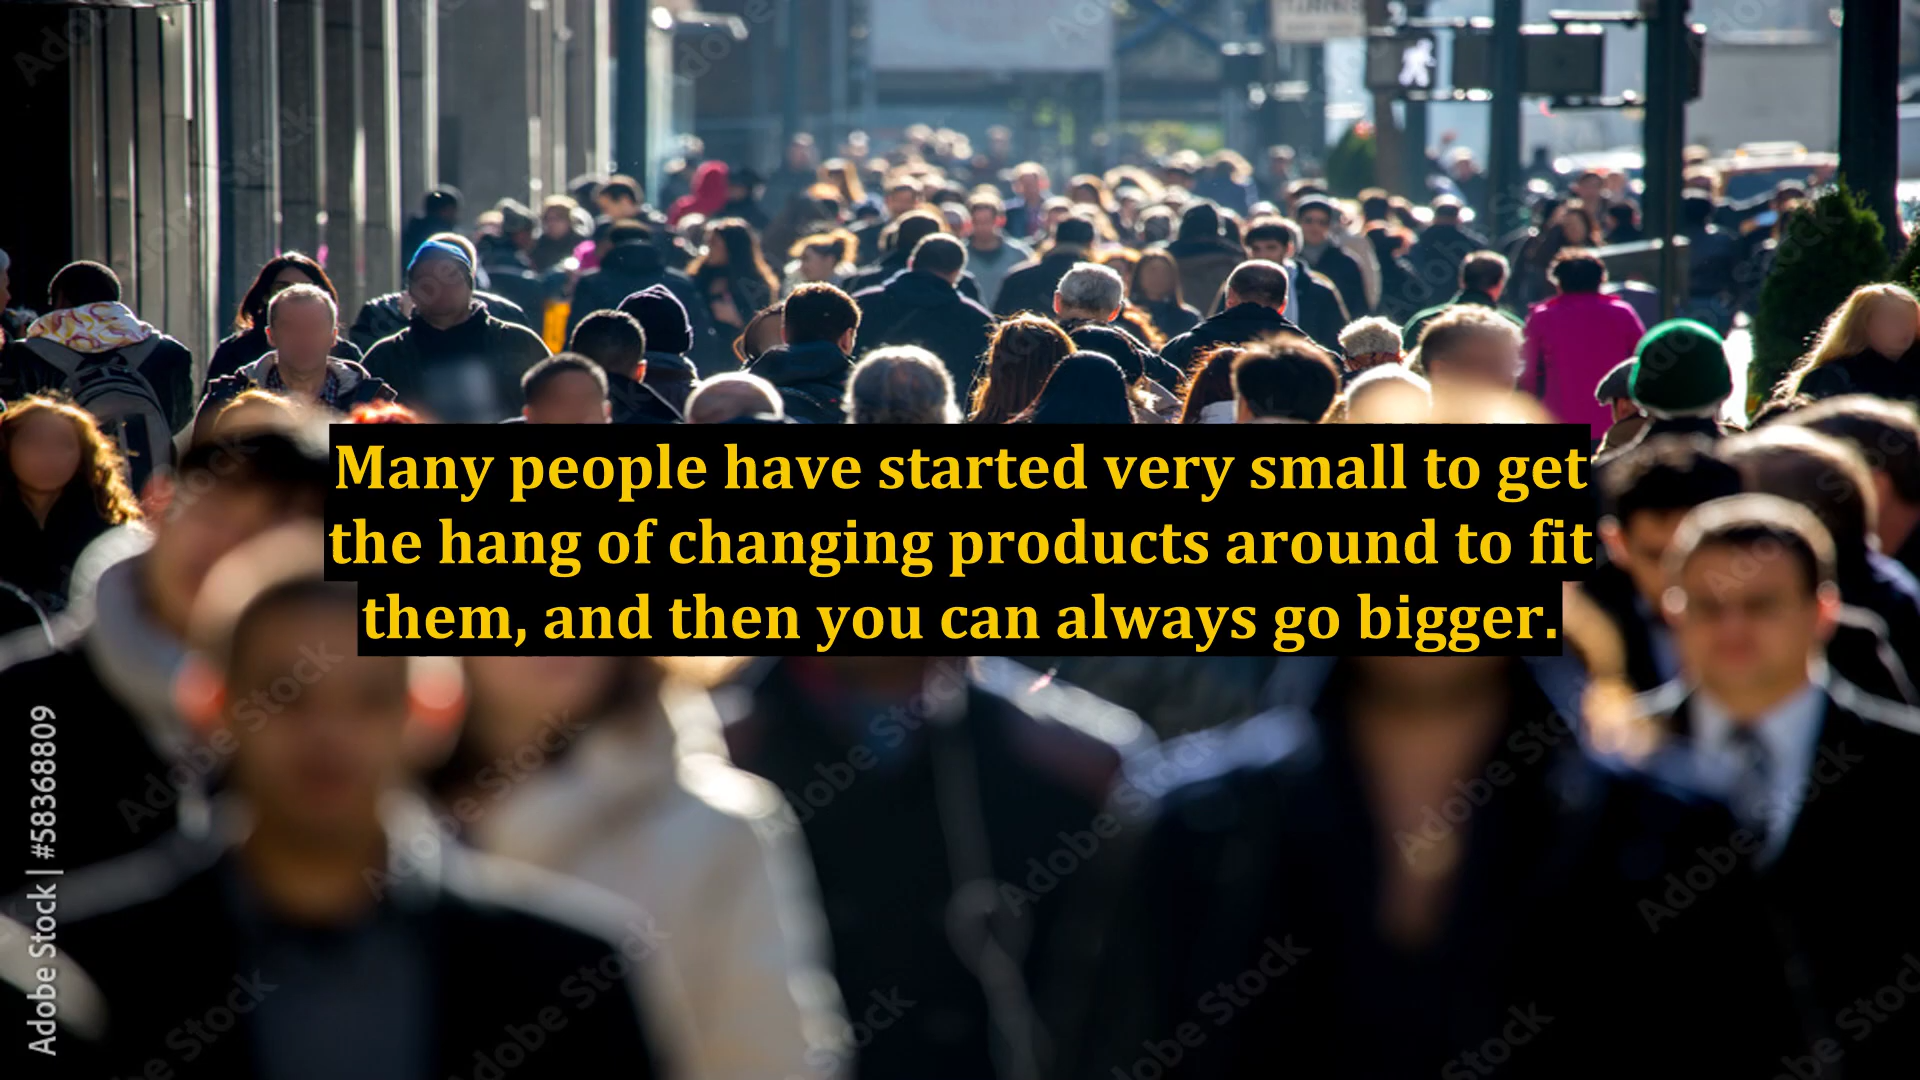 Many people have started very small to get
the hang of changing products around to fit
them, and then you can always go bigger.
Adobe Stock | #58368809